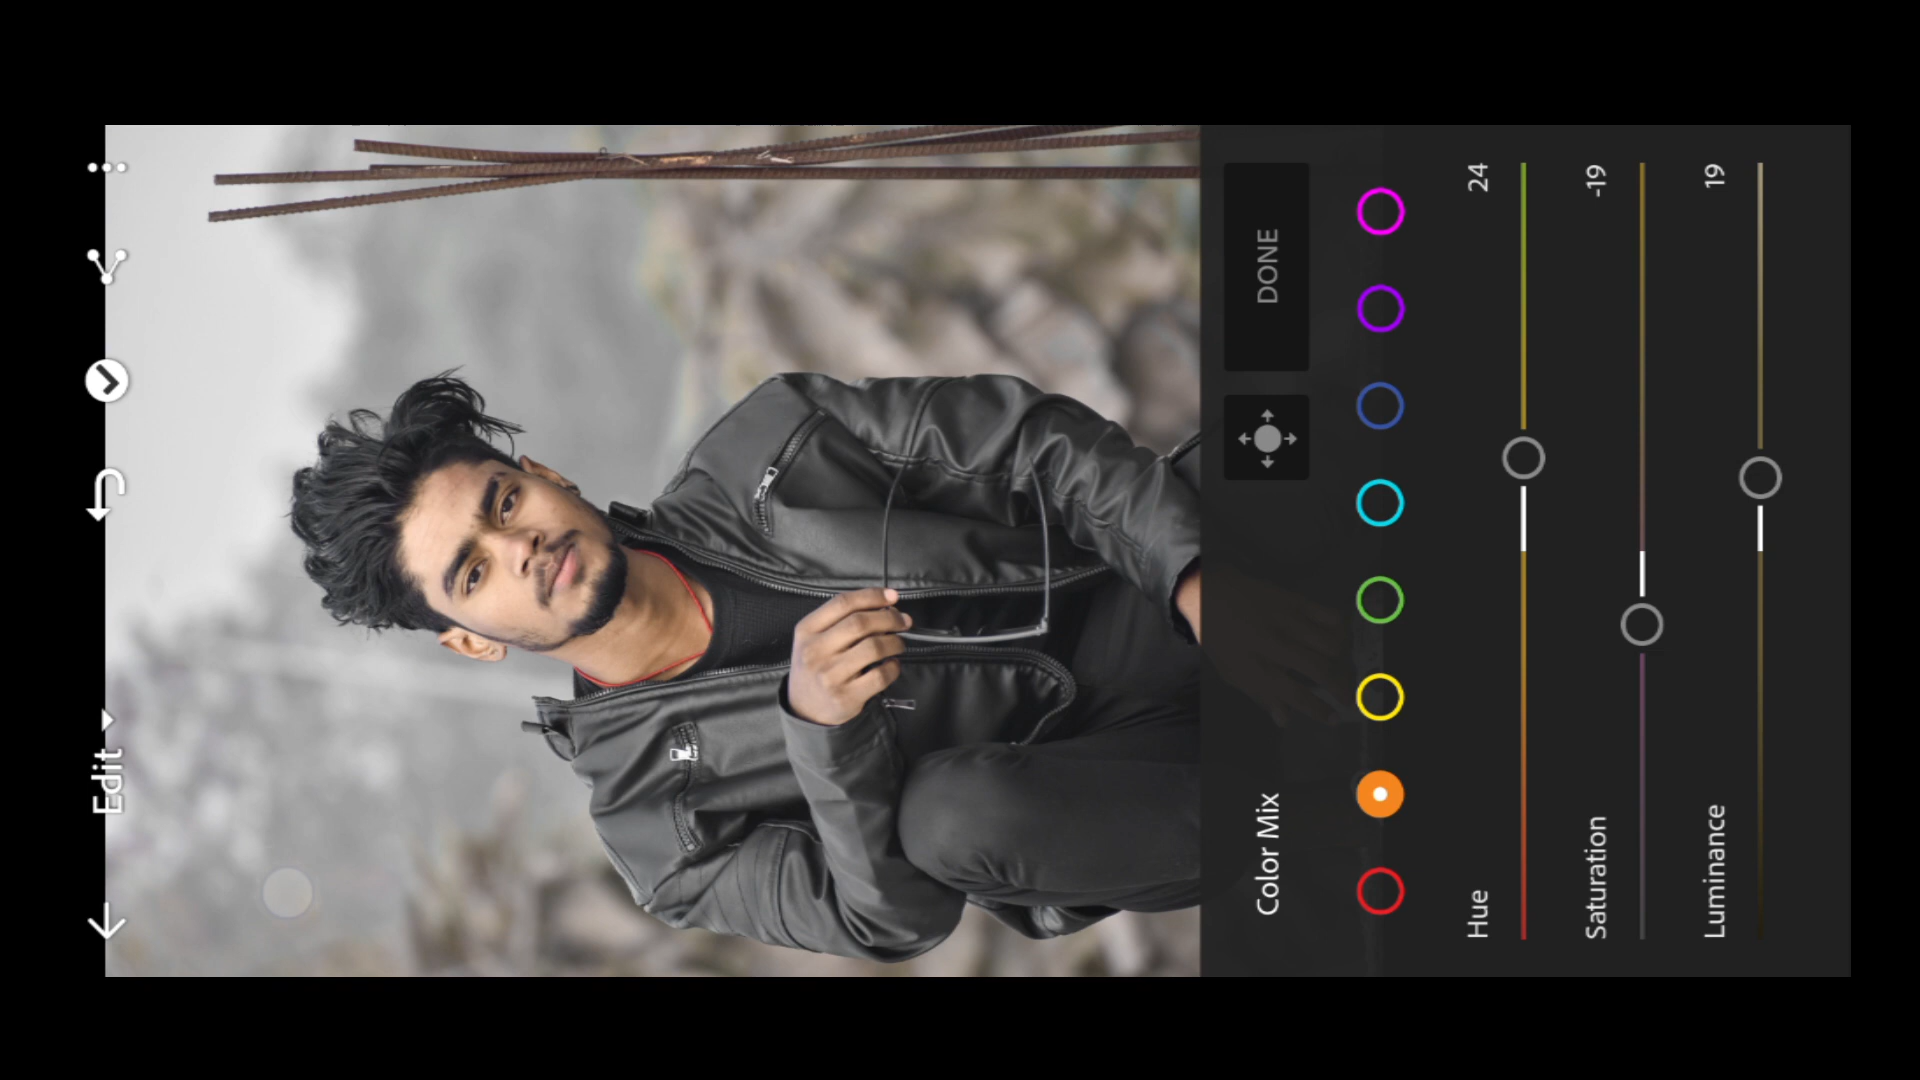 Edit
Color Mix
DONE
Hue
24
Saturation
-19
Luminance
19